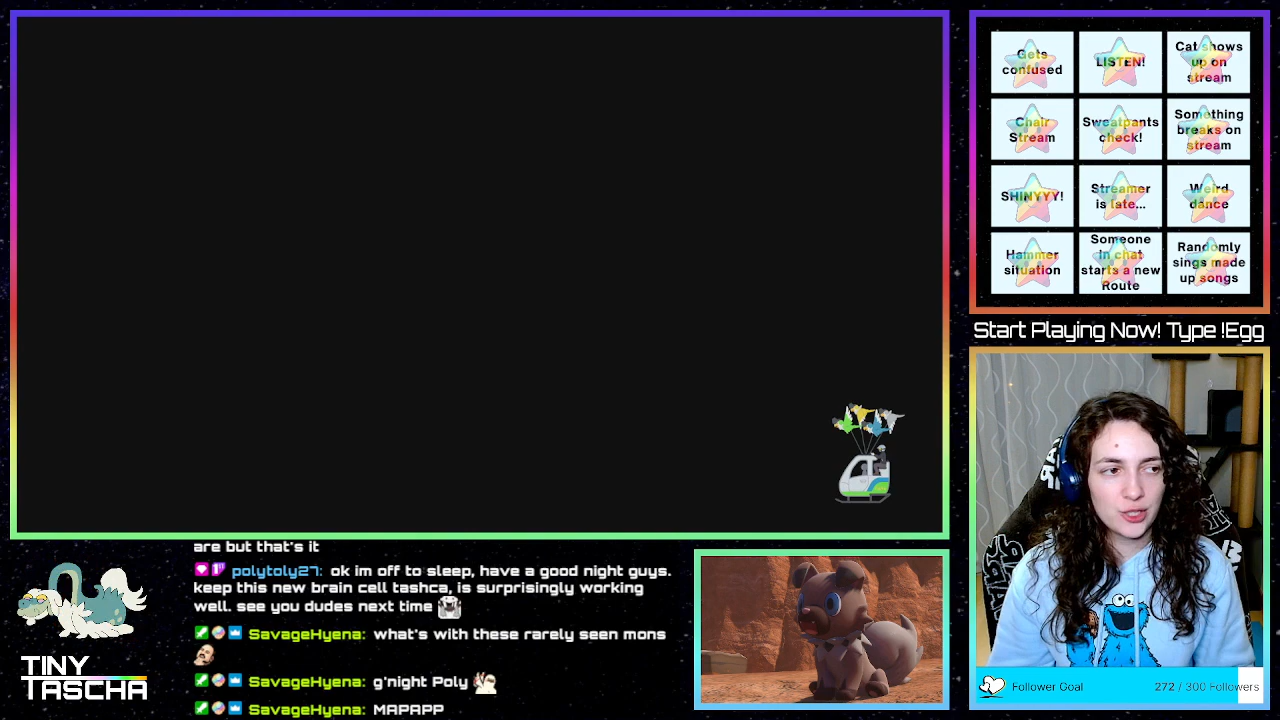 Gets
confused
LISTEN!
Cat shows
up on
stream
Chair
Stream
Sweatpants
check!
Something
breaks on
stream
SHINYYY!
Streamer
is late...
Weird
dance
Hammer
situation
Someone
in chat
starts a new
Route
Randomly
sings made
up songs
Start Playing Now! Type !Egg
are but that's it
polytoly27: ok im off to sleep, have a good night guys.
keep this new brain cell tashca, is surprisingly working
well. see you dudes next time
SavageHyena: what's with these rarely seen mons
SavageHyena: g'night Poly
SavageHyena: MAPAPP
TINY
TASCHA
Follower Goal
272 / 300 Followers